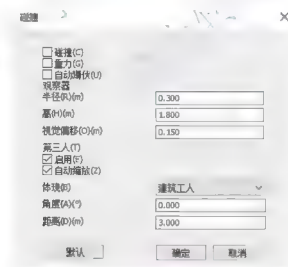 碰撞
碰撞(C)
重力(G)
自动蹲伏(U)
观察器
半径(R)(m) 0.300
高(H)(m) 1.800
视觉偏移(O)(m) 0.150
第三人(T)
启用(F)
自动缩放(Z)
体现(B) 建筑工人
角度(A)(°) 0.000
距离(D)(m) 3.000
默认 确定 取消